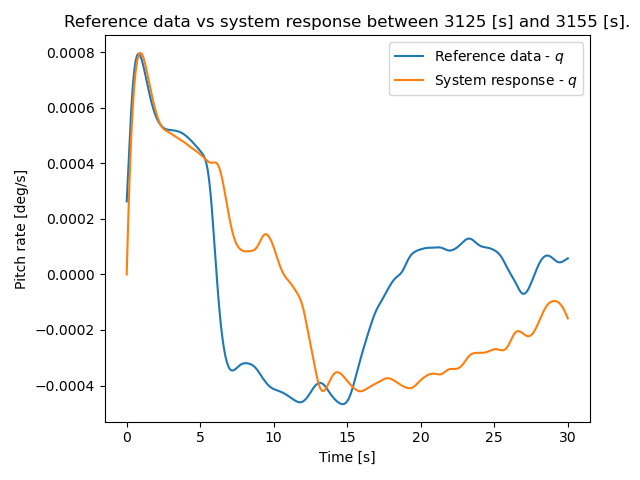 Reference data vs system response between 3125 [s] and 3155 [s].
Reference data - q
System response - q
Pitch rate [deg/s]
0.0008
0.0006
0.0004
0.0002
0.0000
−0.0002
−0.0004
0 5 10 15 20 25 30
Time [s]